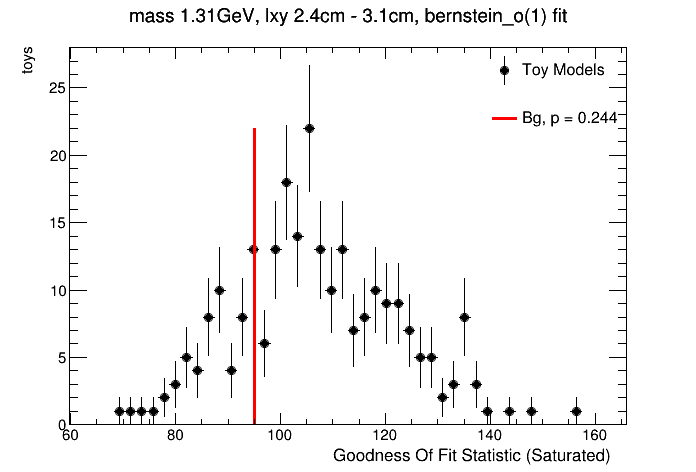 mass 1.31GeV, lxy 2.4cm - 3.1cm, bernstein_o(1) fit
toys
Toy Models
Bg, p = 0.244
25
20
15
10
5
0
60 80 100 120 140 160
Goodness Of Fit Statistic (Saturated)